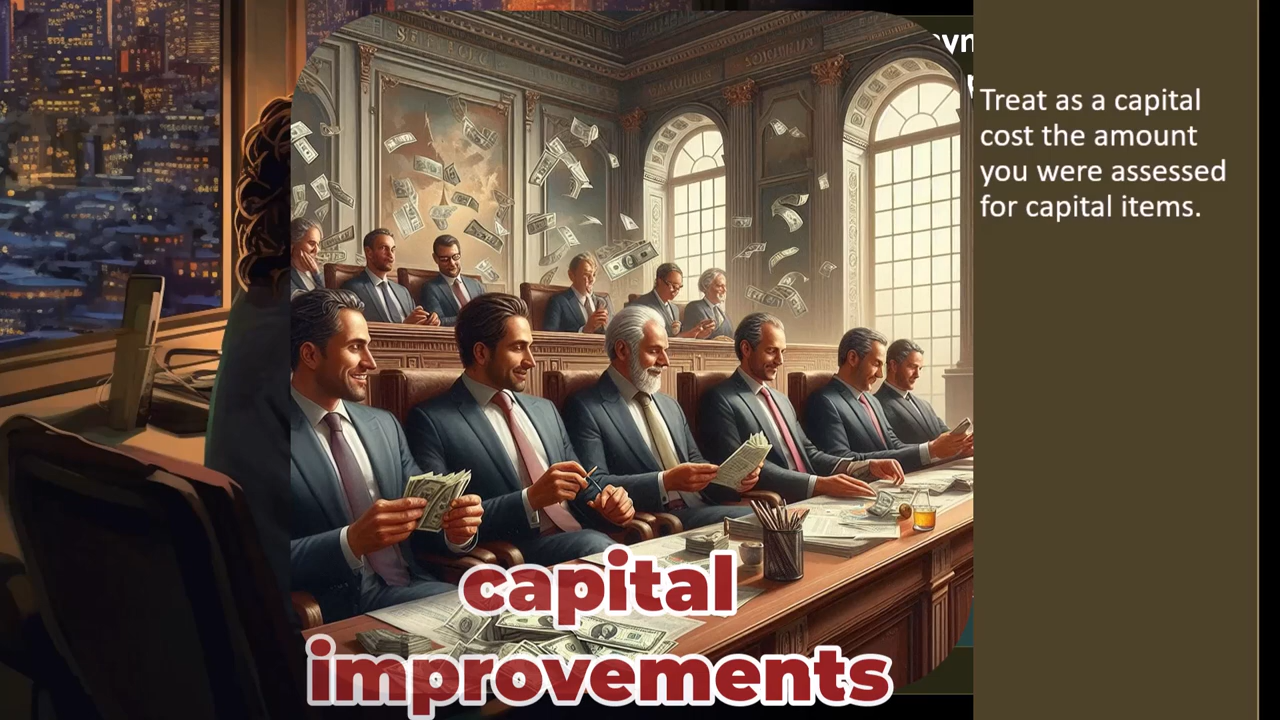 Treat as a capital
cost the amount
you were assessed
for capital items.
capital
improvements